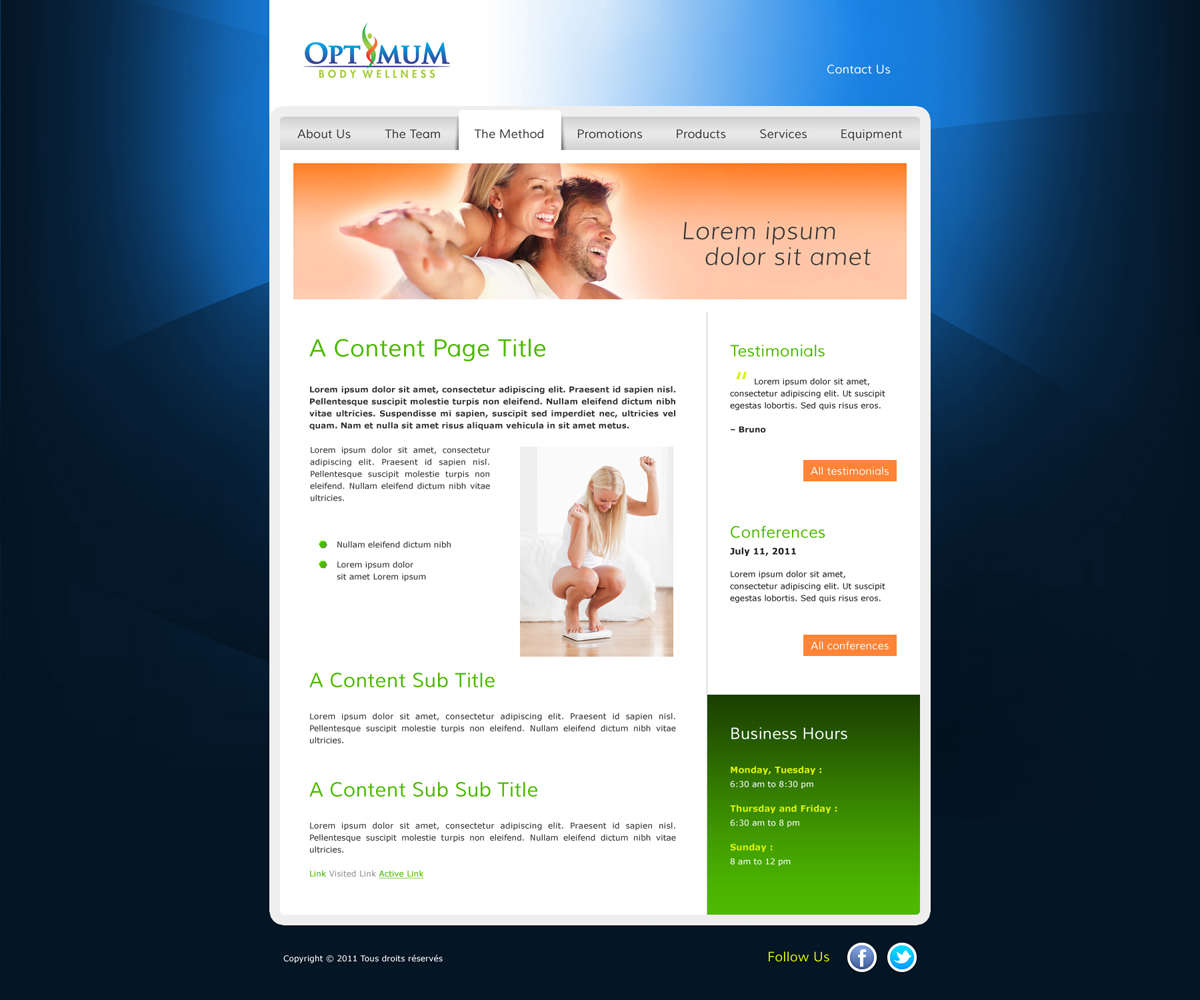 OPTIMUM
BODY WELLNESS
Contact Us
About Us The Team The Method Promotions Products Services Equipment
Lorem ipsum
dolor sit amet
A Content Page Title
Lorem ipsum dolor sit amet, consectetur adipiscing elit. Praesent id sapien nisl.
Pellentesque suscipit molestie turpis non eleifend. Nullam eleifend dictum nibh
vitae ultricies. Suspendisse mi sapien, suscipit sed imperdiet nec, ultricies vel
quam. Nam et nulla sit amet risus aliquam vehicula in sit amet metus.
Lorem ipsum dolor sit amet, consectetur
adipiscing elit. Praesent id sapien nisl.
Pellentesque suscipit molestie turpis non
eleifend. Nullam eleifend dictum nibh vitae
ultricies.
Nullam eleifend dictum nibh
Lorem ipsum dolor
sit amet Lorem ipsum
A Content Sub Title
Lorem ipsum dolor sit amet, consectetur adipiscing elit. Praesent id sapien nisl.
Pellentesque suscipit molestie turpis non eleifend. Nullam eleifend dictum nibh vitae
ultricies.
A Content Sub Sub Title
Lorem ipsum dolor sit amet, consectetur adipiscing elit. Praesent id sapien nisl.
Pellentesque suscipit molestie turpis non eleifend. Nullam eleifend dictum nibh vitae
ultricies.
Link Visited Link Active Link
Testimonials
“ Lorem ipsum dolor sit amet,
consectetur adipiscing elit. Ut suscipit
egestas lobortis. Sed quis risus eros.
– Bruno
All testimonials
Conferences
July 11, 2011
Lorem ipsum dolor sit amet,
consectetur adipiscing elit. Ut suscipit
egestas lobortis. Sed quis risus eros.
All conferences
Business Hours
Monday, Tuesday :
6:30 am to 8:30 pm
Thursday and Friday :
6:30 am to 8 pm
Sunday :
8 am to 12 pm
Copyright © 2011 Tous droits réservés
Follow Us f